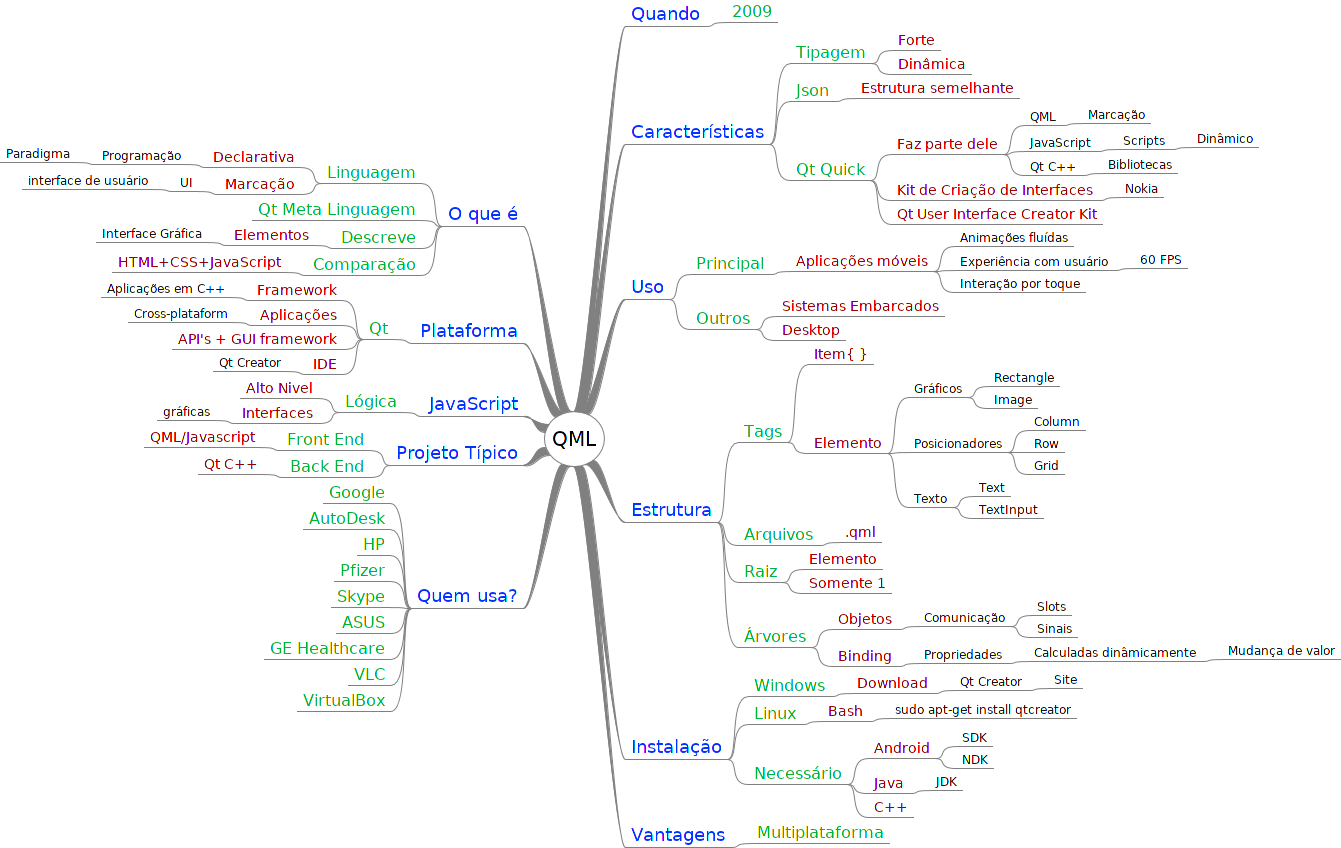 QML
Quando
2009
Características
Tipagem
Forte
Dinâmica
Json
Estrutura semelhante
Qt Quick
Faz parte dele
QML
Marcação
JavaScript
Scripts
Dinâmico
Qt C++
Bibliotecas
Kit de Criação de Interfaces
Nokia
Qt User Interface Creator Kit
Uso
Principal
Aplicações móveis
Animações fluídas
Experiência com usuário
60 FPS
Interação por toque
Outros
Sistemas Embarcados
Desktop
Estrutura
Tags
Item{ }
Elemento
Gráficos
Rectangle
Image
Posicionadores
Column
Row
Grid
Texto
Text
TextInput
Arquivos
.qml
Raiz
Elemento
Somente 1
Árvores
Objetos
Comunicação
Slots
Sinais
Binding
Propriedades
Calculadas dinâmicamente
Mudança de valor
Instalação
Windows
Download
Qt Creator
Site
Linux
Bash
sudo apt-get install qtcreator
Necessário
Android
SDK
NDK
Java
JDK
C++
Vantagens
Multiplataforma
O que é
Linguagem
Declarativa
Programação
Paradigma
Marcação
UI
interface de usuário
Qt Meta Linguagem
Descreve
Elementos
Interface Gráfica
Comparação
HTML+CSS+JavaScript
Plataforma
Qt
Framework
Aplicações em C++
Aplicações
Cross-plataform
API's + GUI framework
IDE
Qt Creator
JavaScript
Lógica
Alto Nivel
Interfaces
gráficas
Projeto Típico
Front End
QML/Javascript
Back End
Qt C++
Quem usa?
Google
AutoDesk
HP
Pfizer
Skype
ASUS
GE Healthcare
VLC
VirtualBox